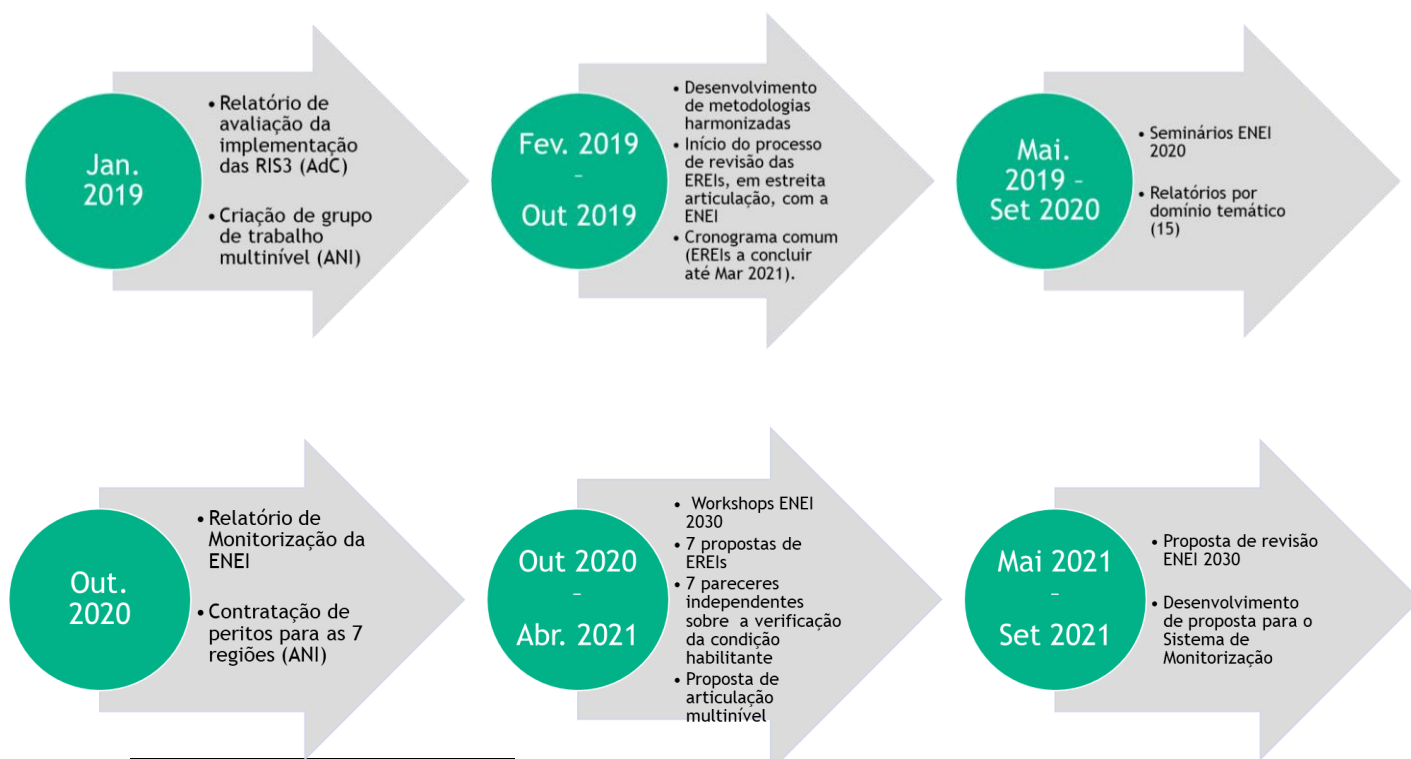 Jan.
2019
• Relatório de
avaliação da
implementação
das RIS3 (AdC)
• Criação de grupo
de trabalho
multinível (ANI)
Fev. 2019
–
Out 2019
• Desenvolvimento
de metodologias
harmonizadas
• Início do processo
de revisão das
EREIs, em estreita
articulação, com a
ENEI
• Cronograma comum
(EREIs a concluir
até Mar 2021).
Mai.
2019 –
Set 2020
• Seminários ENEI
2020
• Relatórios por
domínio temático
(15)
Out.
2020
• Relatório de
Monitorização da
ENEI
• Contratação de
peritos para as 7
regiões (ANI)
Out 2020
–
Abr. 2021
• Workshops ENEI
2030
• 7 propostas de
EREIs
• 7 pareceres
independentes
sobre a verificação
da condição
habilitante
• Proposta de
articulação
multinível
Mai 2021
–
Set 2021
• Proposta de revisão
ENEI 2030
• Desenvolvimento
de proposta para o
Sistema de
Monitorização